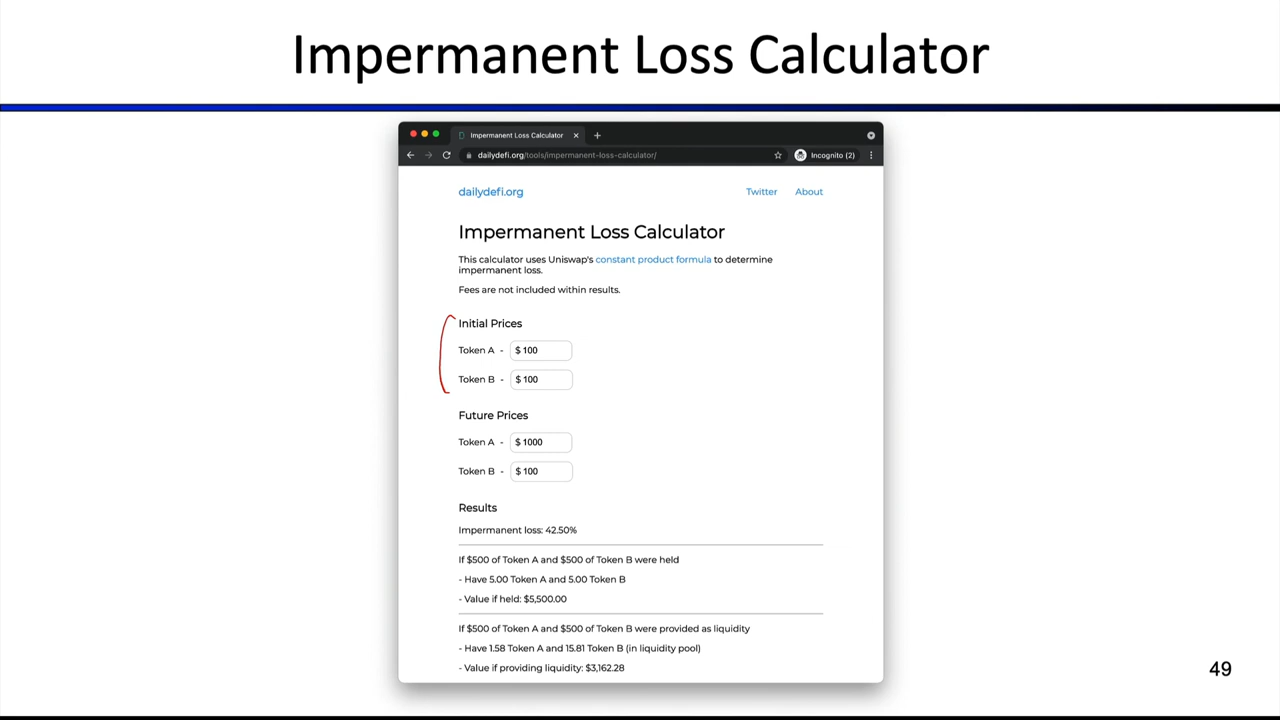 Impermanent Loss Calculator
Impermanent Loss Calculator
dailydefi.org/tools/impermanent-loss-calculator/
Incognito (2)
dailydefi.org
Twitter
About
Impermanent Loss Calculator
This calculator uses Uniswap's constant product formula to determine
impermanent loss.
Fees are not included within results.
Initial Prices
Token A - $ 100
Token B - $ 100
Future Prices
Token A - $ 1000
Token B - $ 100
Results
Impermanent loss: 42.50%
If $500 of Token A and $500 of Token B were held
- Have 5.00 Token A and 5.00 Token B
- Value if held: $5,500.00
If $500 of Token A and $500 of Token B were provided as liquidity
- Have 1.58 Token A and 15.81 Token B (in liquidity pool)
- Value if providing liquidity: $3,162.28
49